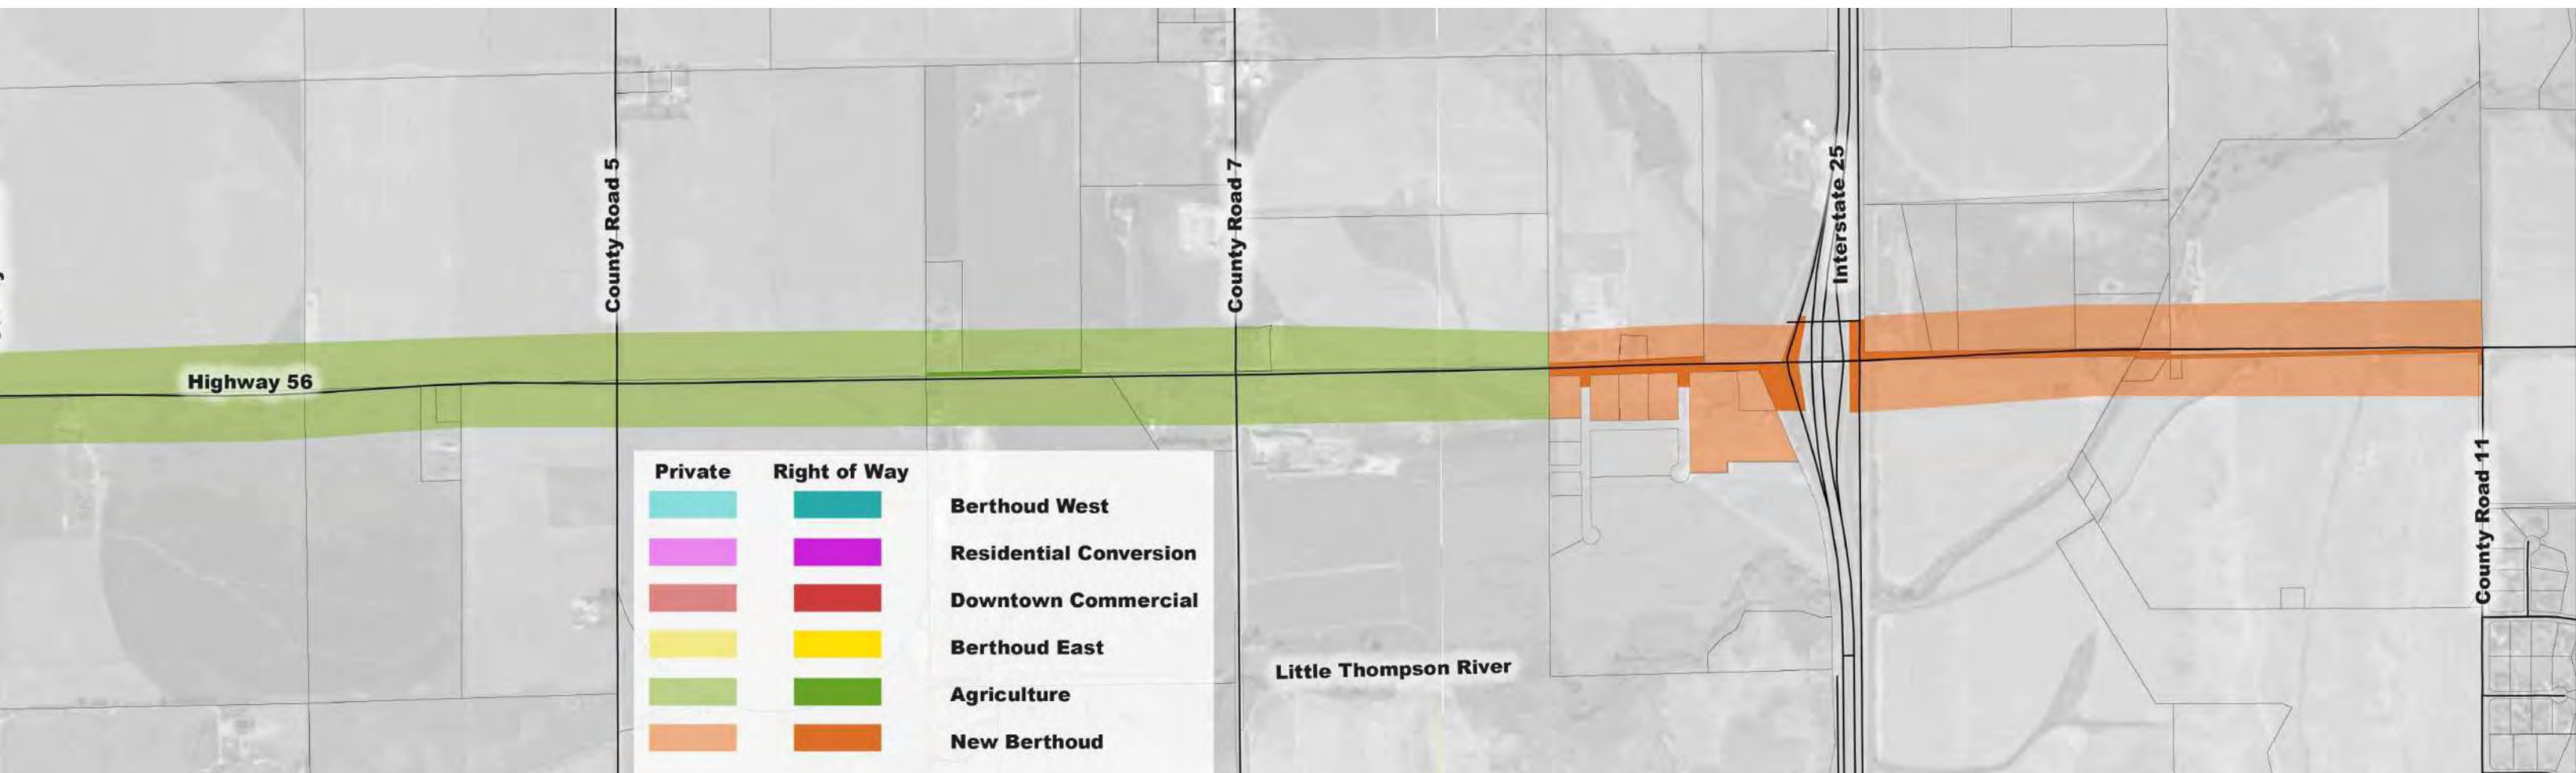 County Road 5
County Road 7
Interstate 25
Highway 56
County Road 11
Little Thompson River
Private Right of Way
Berthoud West
Residential Conversion
Downtown Commercial
Berthoud East
Agriculture
New Berthoud